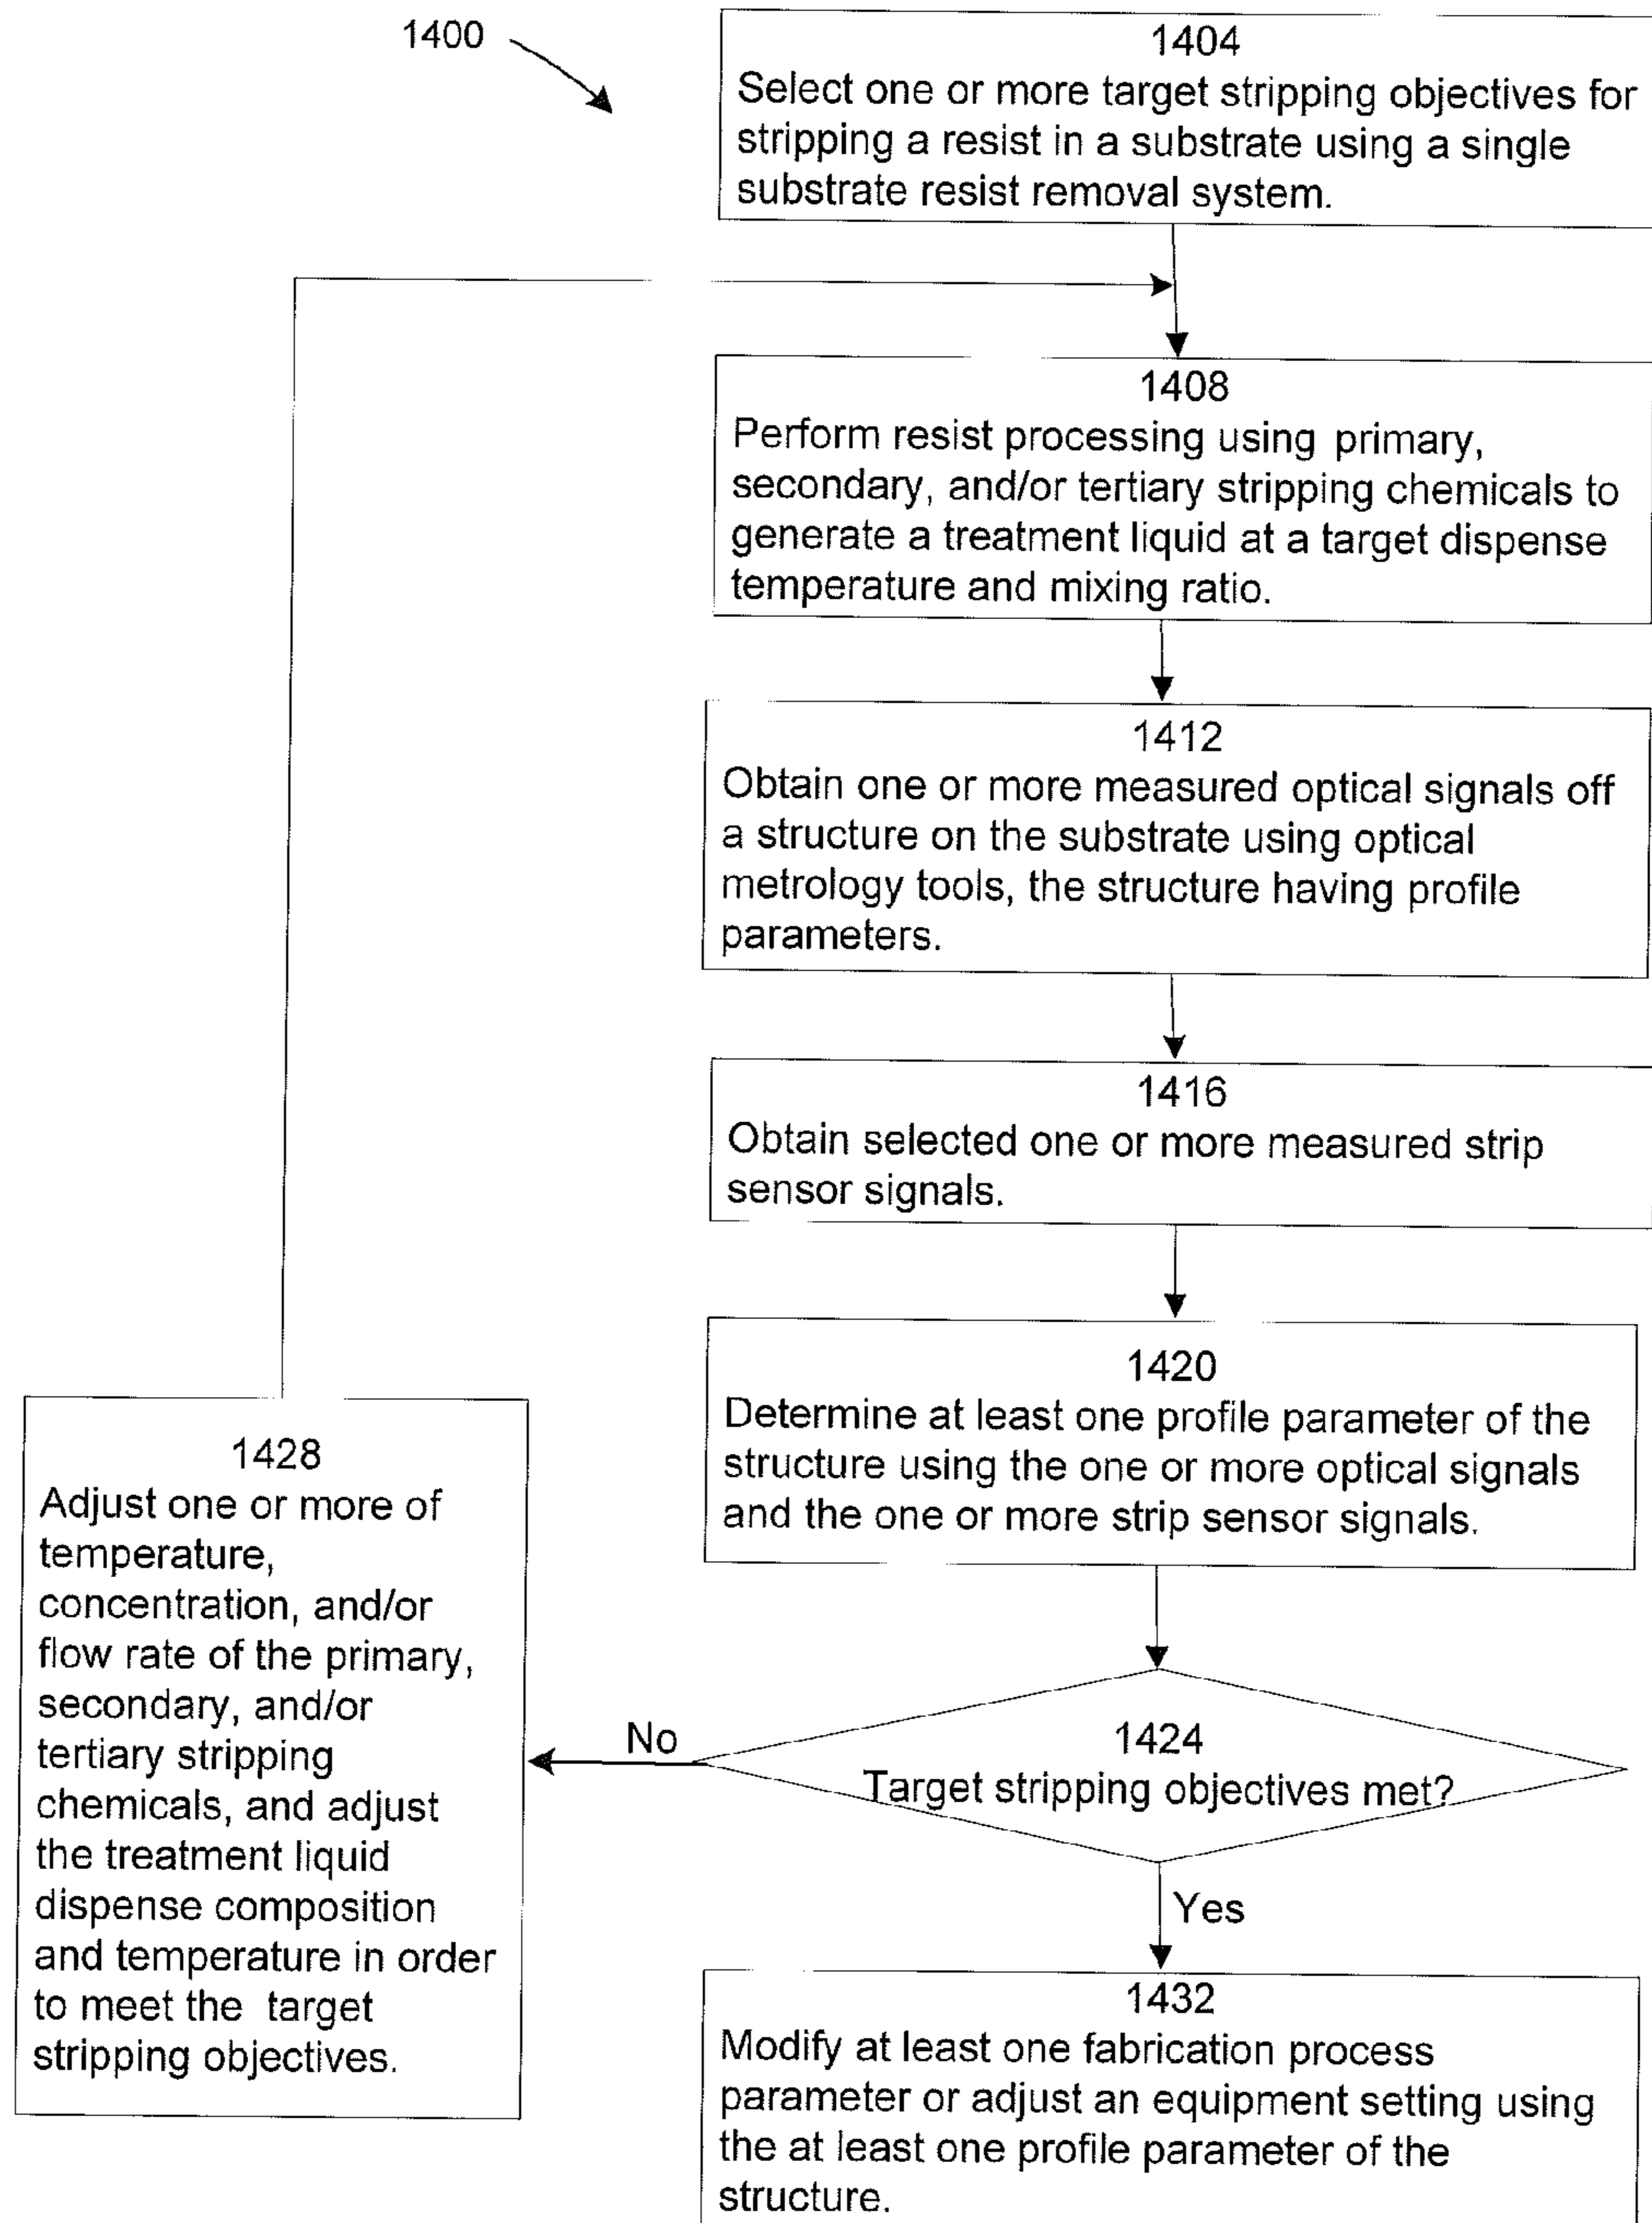 1400
1404
Select one or more target stripping objectives for
stripping a resist in a substrate using a single
substrate resist removal system.
1408
Perform resist processing using primary,
secondary, and/or tertiary stripping chemicals to
generate a treatment liquid at a target dispense
temperature and mixing ratio.
1412
Obtain one or more measured optical signals off
a structure on the substrate using optical
metrology tools, the structure having profile
parameters.
1416
Obtain selected one or more measured strip
sensor signals.
1420
Determine at least one profile parameter of the
structure using the one or more optical signals
and the one or more strip sensor signals.
1424
Target stripping objectives met?
No
Yes
1428
Adjust one or more of
temperature,
concentration, and/or
flow rate of the primary,
secondary, and/or
tertiary stripping
chemicals, and adjust
the treatment liquid
dispense composition
and temperature in order
to meet the target
stripping objectives.
1432
Modify at least one fabrication process
parameter or adjust an equipment setting using
the at least one profile parameter of the
structure.